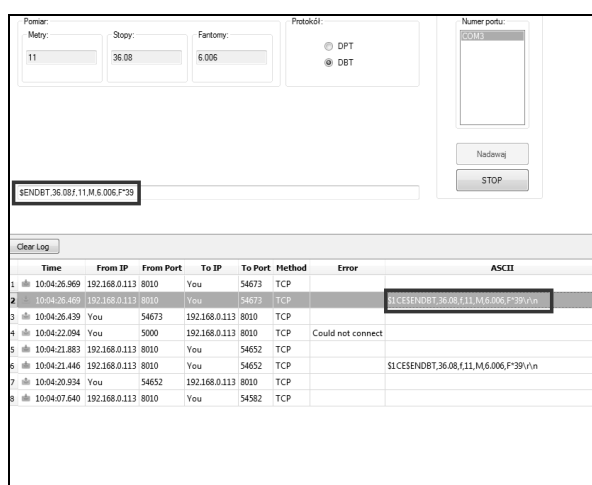 Pomiar: Protokół: Numer portu:
Metry: Stopy: Fantomy: COM3
DPT
11 36.08 6.006
DBT
Nadawaj
STOP
$ENDBT,36.08,f,11,M,6.006,F*39
Clear Log
Time From IP From Port To IP To Port Method Error ASCII
1 10:04:26.969 192.168.0.113 8010 You 54673 TCP
2 10:04:26.469 192.168.0.113 8010 You 54673 TCP $1CE$ENDBT,36.08,f,11,M,6.006,F*39\r\n
3 10:04:26.439 You 54673 192.168.0.113 8010 TCP
4 10:04:22.094 You 5000 192.168.0.113 8010 TCP Could not connect
5 10:04:21.883 192.168.0.113 8010 You 54652 TCP
6 10:04:21.446 192.168.0.113 8010 You 54652 TCP $1CE$ENDBT,36.08,f,11,M,6.006,F*39\r\n
7 10:04:20.934 You 54652 192.168.0.113 8010 TCP
8 10:04:07.640 192.168.0.113 8010 You 54582 TCP